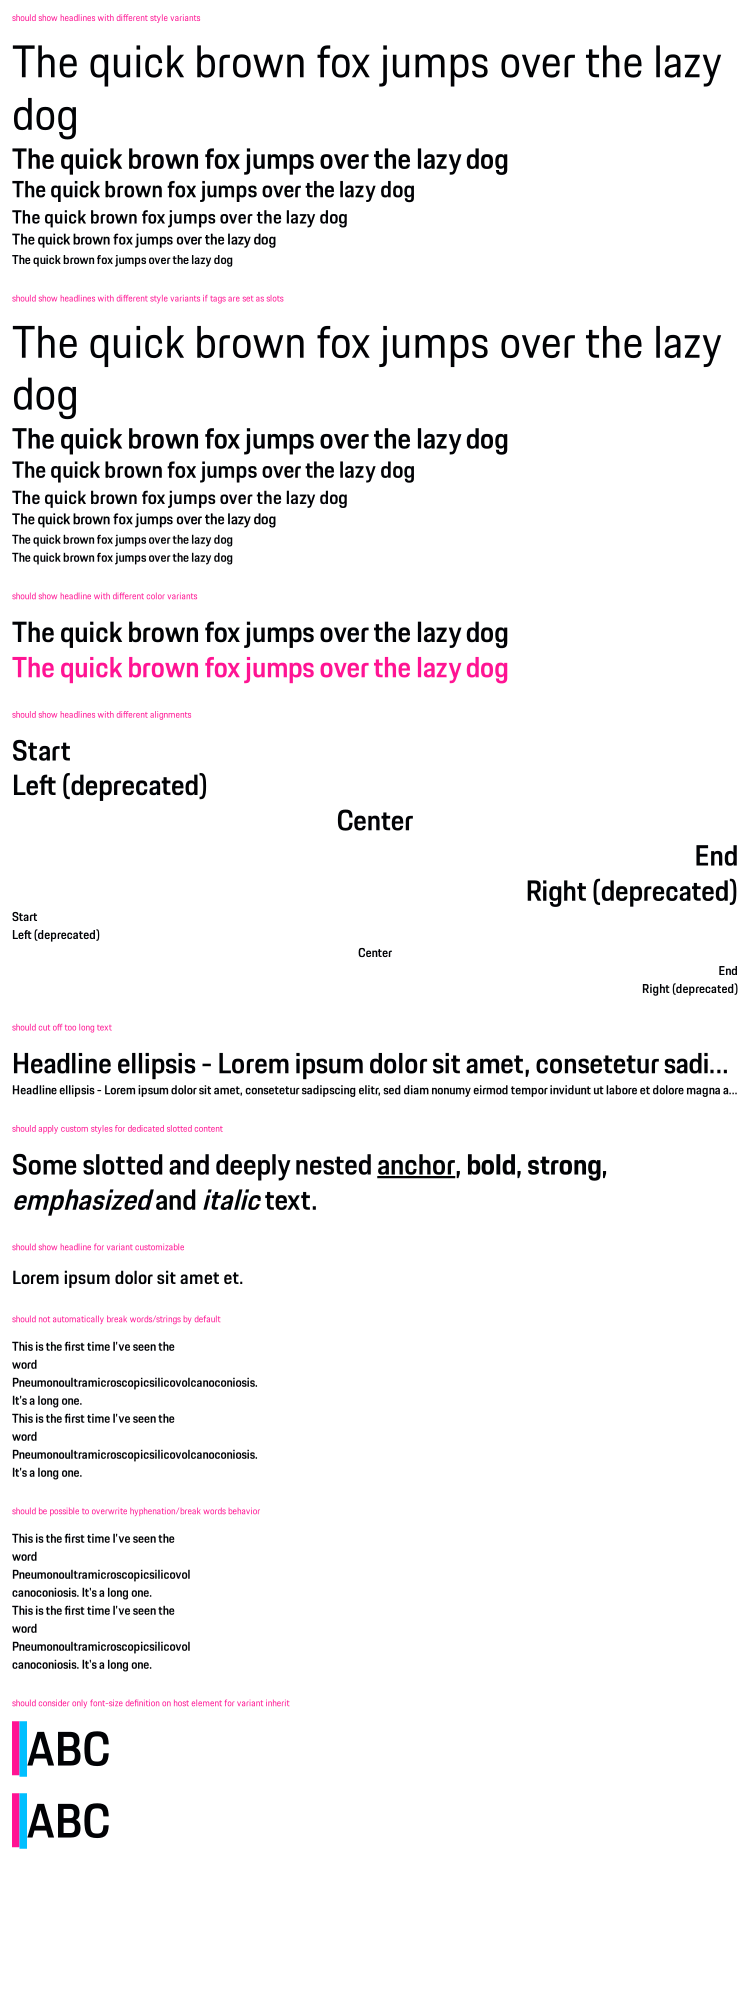 should show headlines with different style variants
The quick brown fox jumps over the lazy
dog
The quick brown fox jumps over the lazy dog
The quick brown fox jumps over the lazy dog
The quick brown fox jumps over the lazy dog
The quick brown fox jumps over the lazy dog
The quick brown fox jumps over the lazy dog
should show headlines with different style variants if tags are set as slots
The quick brown fox jumps over the lazy
dog
The quick brown fox jumps over the lazy dog
The quick brown fox jumps over the lazy dog
The quick brown fox jumps over the lazy dog
The quick brown fox jumps over the lazy dog
The quick brown fox jumps over the lazy dog
The quick brown fox jumps over the lazy dog
should show headline with different color variants
The quick brown fox jumps over the lazy dog
The quick brown fox jumps over the lazy dog
should show headlines with different alignments
Start
Left (deprecated)
Center
End
Right (deprecated)
Start
Left (deprecated)
Center
End
Right (deprecated)
should cut off too long text
Headline ellipsis - Lorem ipsum dolor sit amet, consetetur sadi...
Headline ellipsis - Lorem ipsum dolor sit amet, consetetur sadipscing elitr, sed diam nonumy eirmod tempor invidunt ut labore et dolore magna a...
should apply custom styles for dedicated slotted content
Some slotted and deeply nested anchor, bold, strong,
emphasized and italic text.
should show headline for variant customizable
Lorem ipsum dolor sit amet et.
should not automatically break words/strings by default
This is the first time I've seen the
word
Pneumonoultramicroscopicsilicovolcanoconiosis.
It's a long one.
This is the first time I've seen the
word
Pneumonoultramicroscopicsilicovolcanoconiosis.
It's a long one.
should be possible to overwrite hyphenation/break words behavior
This is the first time I've seen the
word
Pneumonoultramicroscopicsilicovol
canoconiosis. It's a long one.
This is the first time I've seen the
word
Pneumonoultramicroscopicsilicovol
canoconiosis. It's a long one.
should consider only font-size definition on host element for variant inherit
ABC
ABC